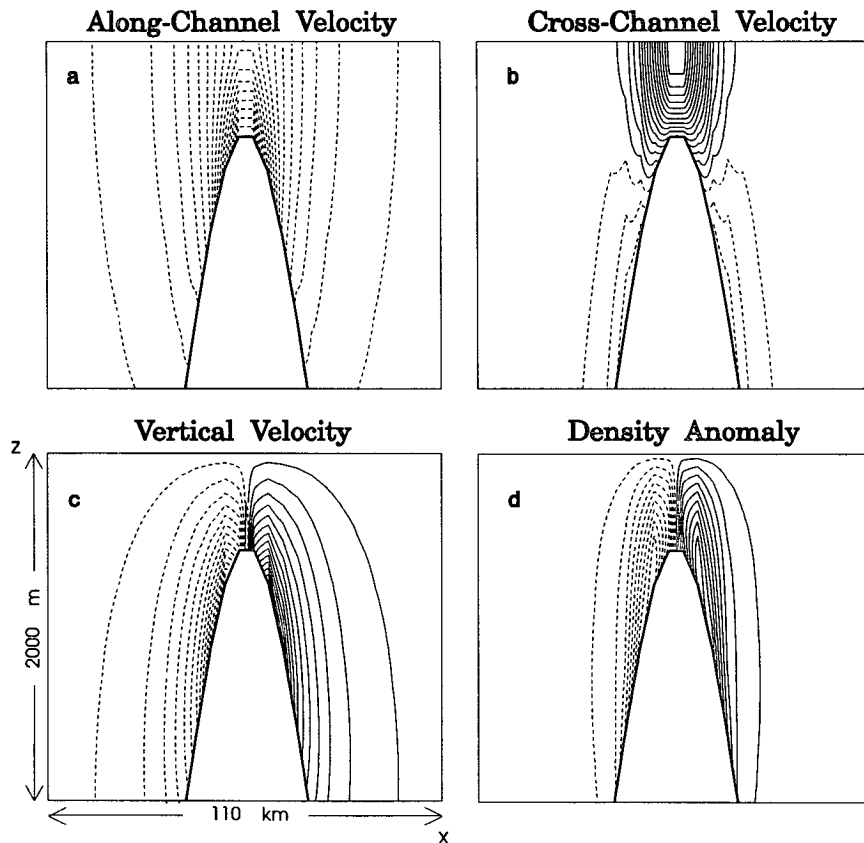 Along-Channel Velocity
Cross-Channel Velocity
a
b
Vertical Velocity
Density Anomaly
z
c
d
2000 m
110 km
x